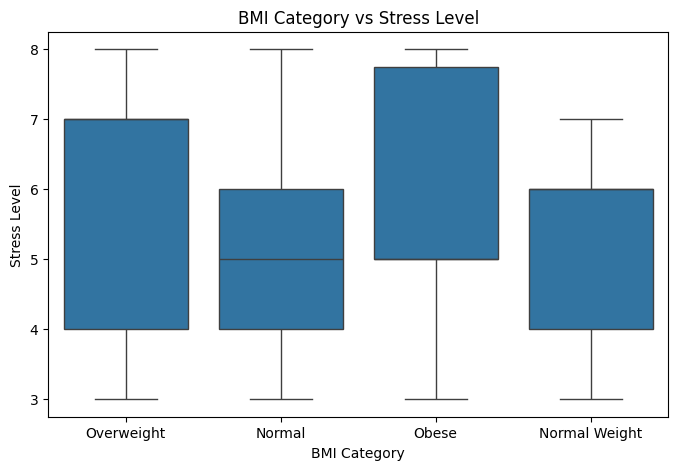 BMI Category vs Stress Level
8
7
6
5
4
3
Stress Level
Overweight
Normal
Obese
Normal Weight
BMI Category